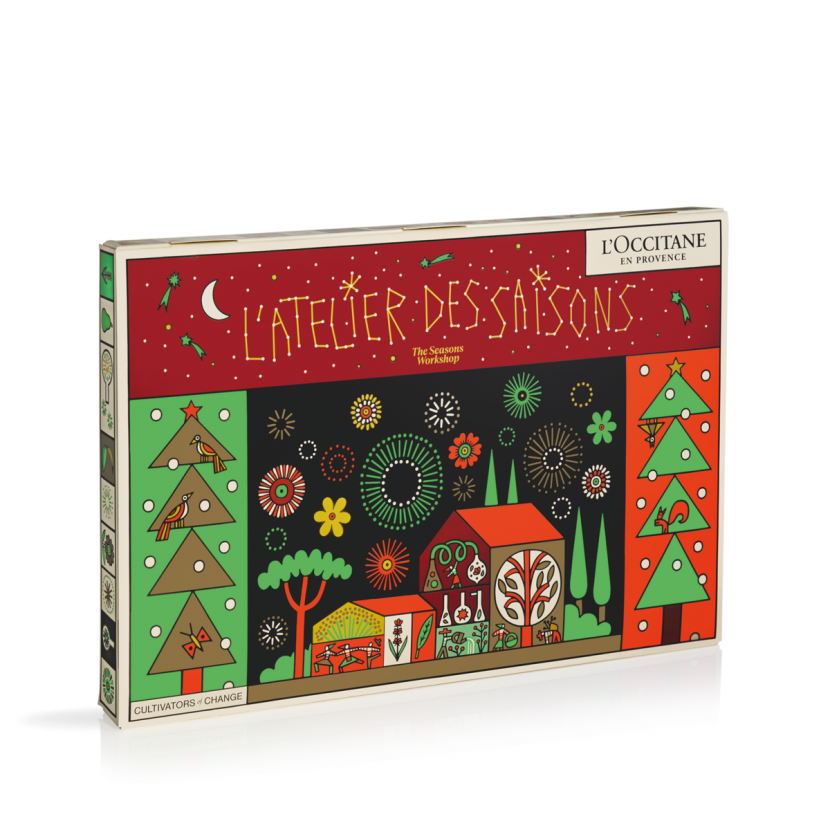 L'OCCITANE
EN PROVENCE
L'ATELIER DES SAISONS
The Seasons
Workshop
CULTIVATORS of CHANGE